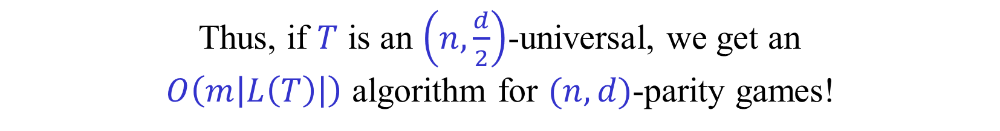 Thus, if T is an (n, d/2)-universal, we get an
O(m|L(T)|) algorithm for (n, d)-parity games!